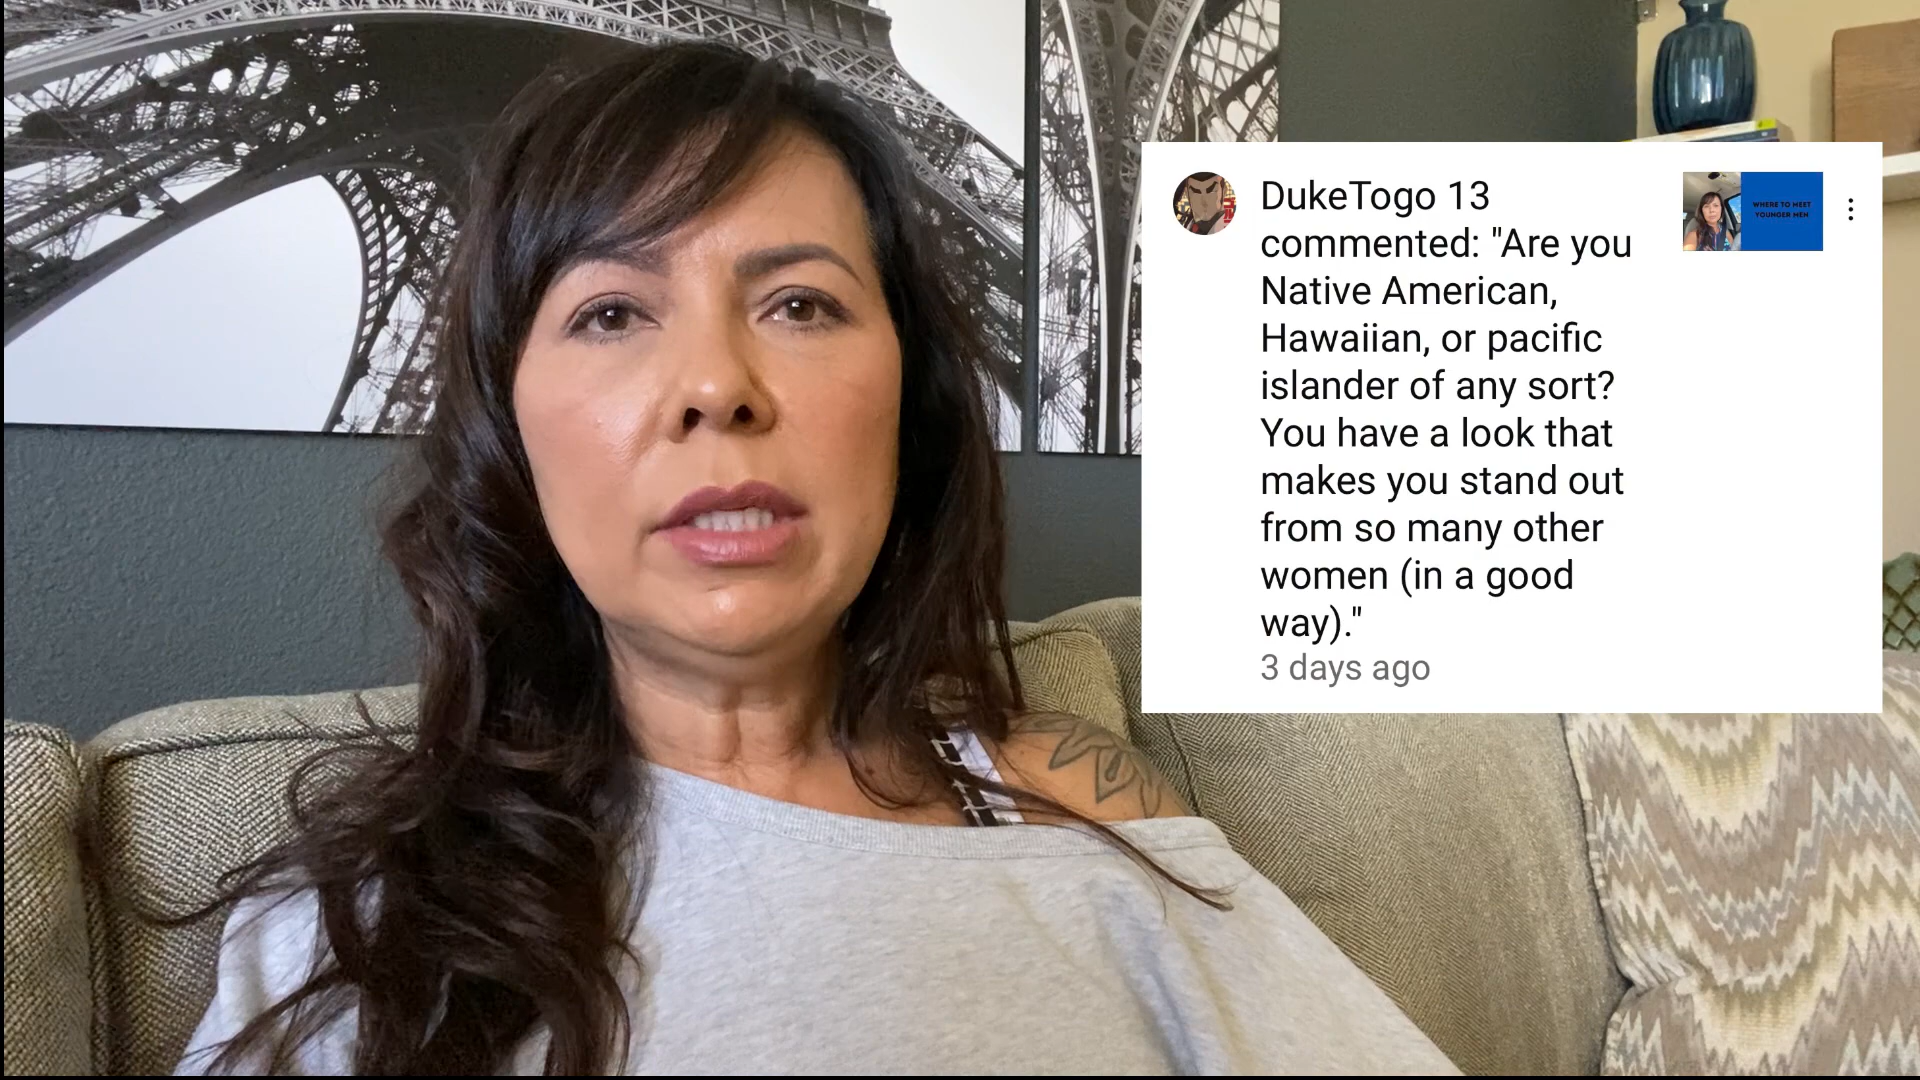 DukeTogo 13
commented: "Are you
Native American,
Hawaiian, or pacific
islander of any sort?
You have a look that
makes you stand out
from so many other
women (in a good
way)."
3 days ago
WHERE TO MEET
YOUNGER MEN